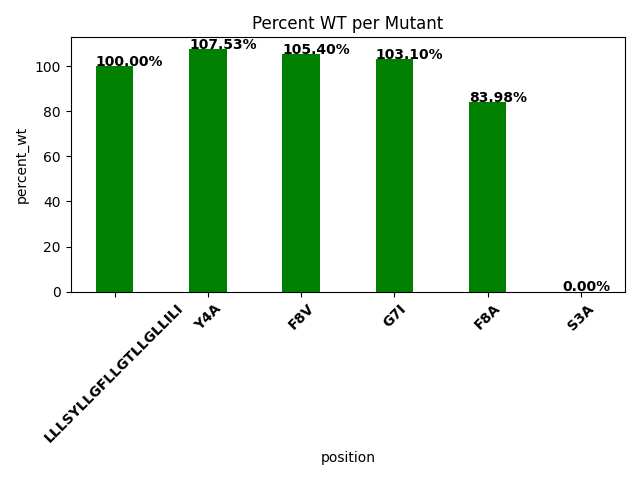 Percent WT per Mutant
percent_wt
100
80
60
40
20
0
100.00%
107.53%
105.40%
103.10%
83.98%
0.00%
LLLSYLLGFLLGTLLGLLILI
Y4A
F8V
G7I
F8A
S3A
position